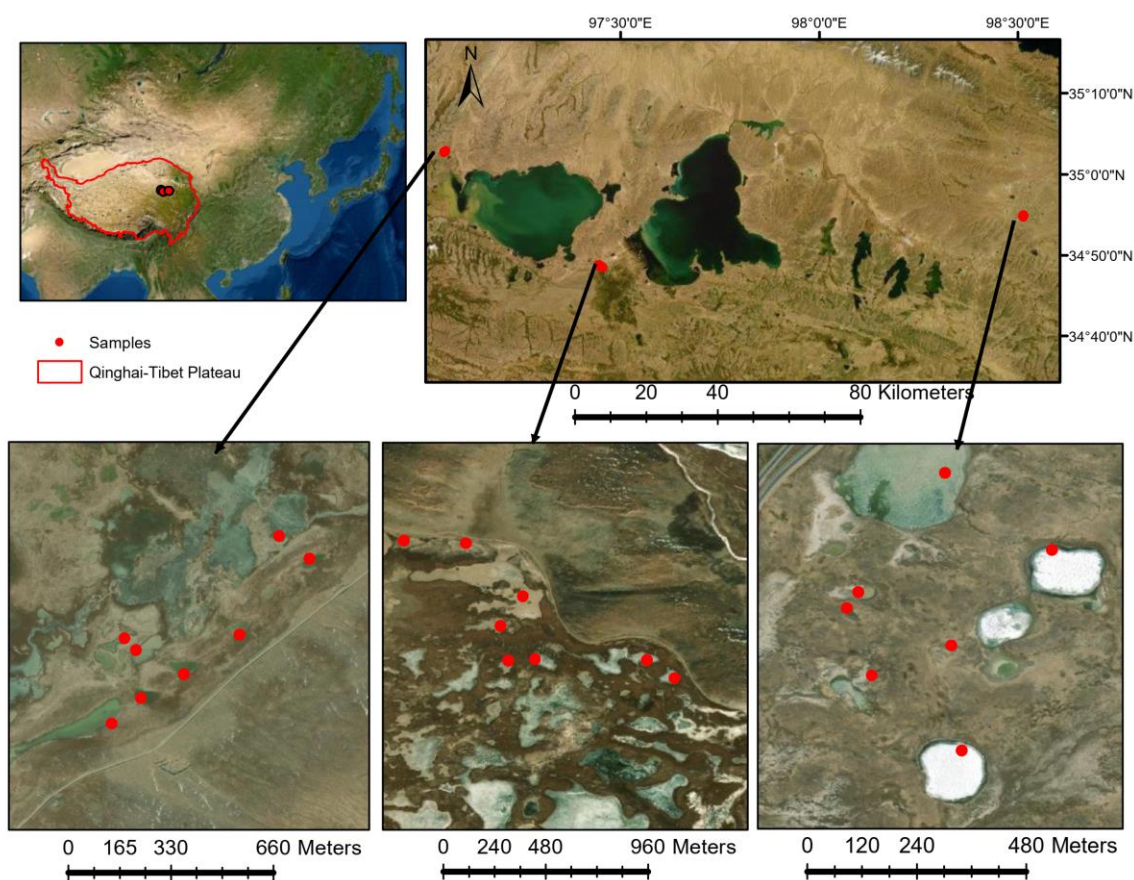 97°30'0"E 98°0'0"E 98°30'0"E
N
35°10'0"N
35°0'0"N
34°50'0"N
34°40'0"N
Samples
Qinghai-Tibet Plateau
0 20 40 80 Kilometers
0 165 330 660 Meters
0 240 480 960 Meters
0 120 240 480 Meters